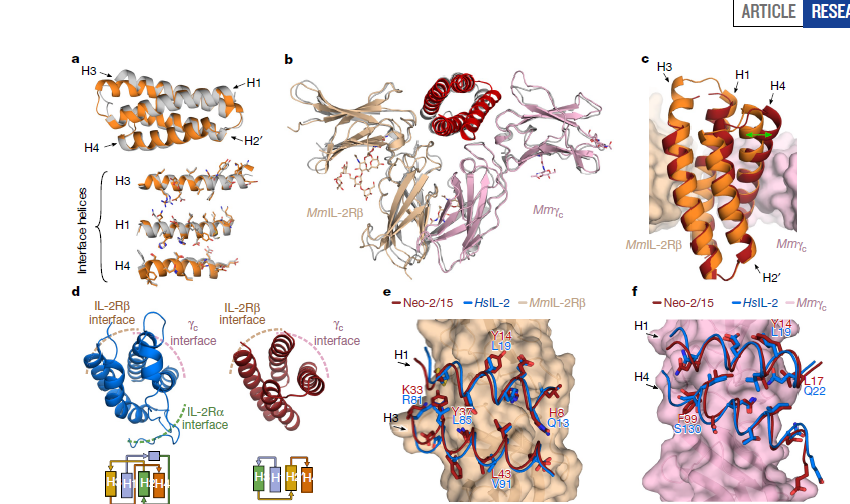 ARTICLE
a
H3
H1
H4
H2′
Interface helices
H3
H1
H4
b
MmIL-2Rβ
Mmγc
c
H3
H1
H4
MmIL-2Rβ
Mmγc
H2′
d
IL-2Rβ
interface
γc
interface
IL-2Rα
interface
IL-2Rβ
interface
γc
interface
e
Neo-2/15
HsIL-2
MmIL-2Rβ
H1
H3
Y14
L19
K33
R81
Y37
L85
H8
Q13
L43
V91
f
Neo-2/15
HsIL-2
Mmγc
H1
H4
Y14
L19
L17
Q22
F99
S130